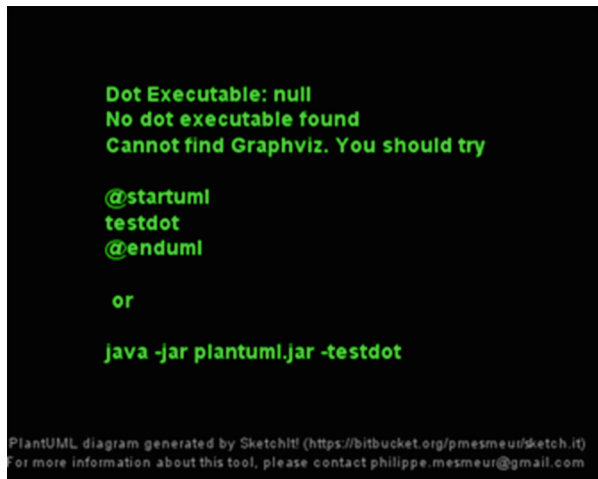 Dot Executable: null
No dot executable found
Cannot find Graphviz. You should try
@startuml
testdot
@enduml
or
java -jar plantuml.jar -testdot
PlantUML diagram generated by SketchIt! (https://bitbucket.org/pmesmeur/sketch.it)
For more information about this tool, please contact philippe.mesmeur@gmail.com